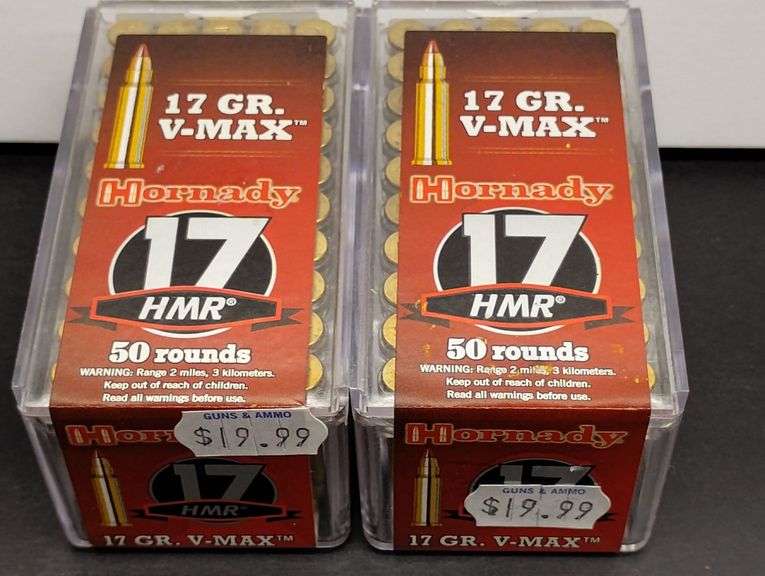 17 GR.
V-MAX™
Hornady
17
HMR®
50 rounds
WARNING: Range 2 miles, 3 kilometers.
Keep out of reach of children.
Read all warnings before use.
Hornady
GUNS & AMMO
$19.99
17
HMR®
17 GR. V-MAX™
17 GR.
V-MAX™
Hornady
17
HMR®
50 rounds
WARNING: Range 2 miles, 3 kilometers.
Keep out of reach of children.
Read all warnings before use.
Hornady
17
GUNS & AMMO
$19.99
17 GR. V-MAX™